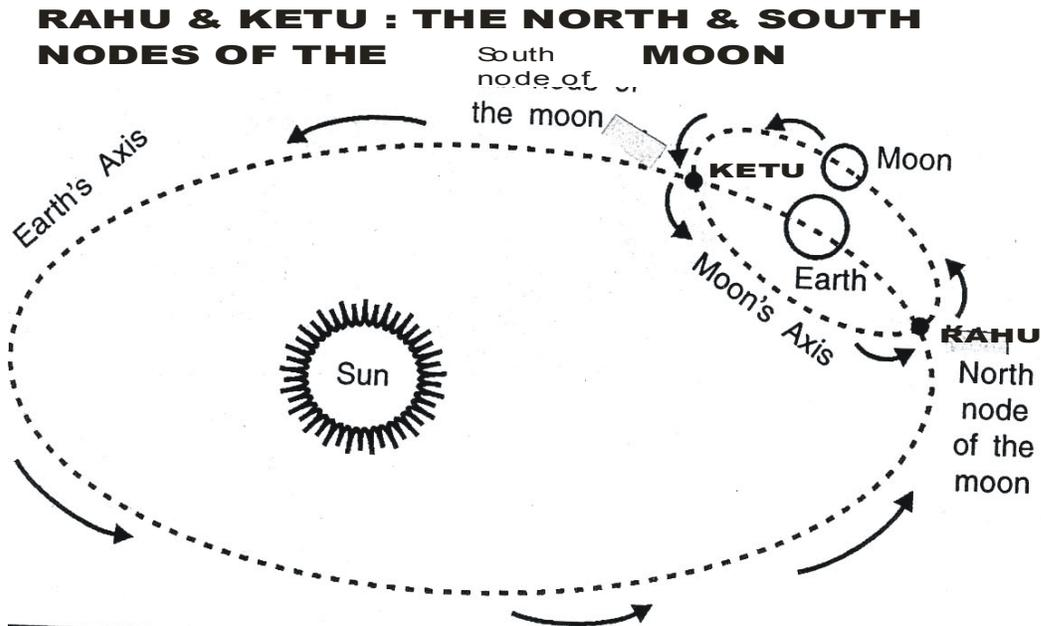 RAHU & KETU : THE NORTH & SOUTH
NODES OF THE MOON
South
node of
the moon
Earth's Axis
KETU
Moon
Earth
Moon's Axis
RAHU
Sun
North
node
of the
moon